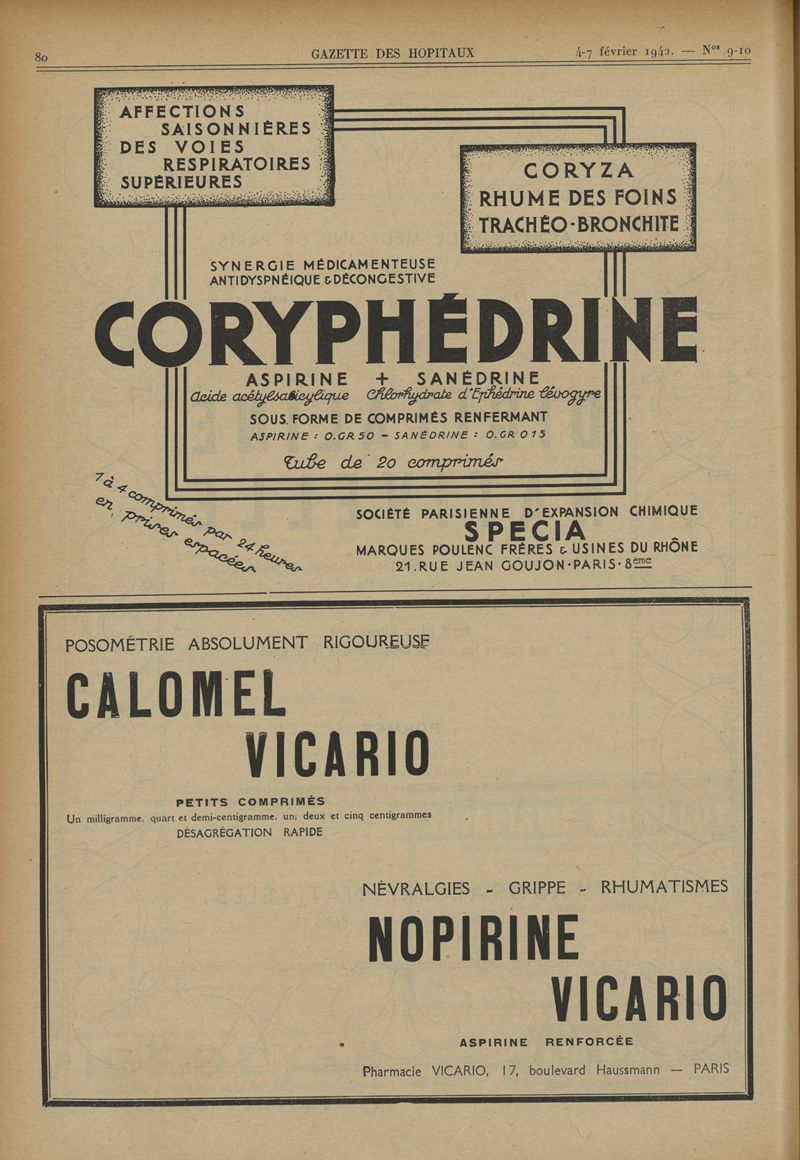 80
GAZETTE DES HOPITAUX
4-7 février 1942. — Nos 9-10
AFFECTIONS
SAISONNIÈRES
DES VOIES
RESPIRATOIRES
SUPÉRIEURES
CORYZA
RHUME DES FOINS
TRACHÉO-BRONCHITE
SYNERGIE MÉDICAMENTEUSE
ANTIDYSPNÉIQUE & DÉCONGESTIVE
CORYPHÉDRINE
ASPIRINE + SANÉDRINE
Acide acétylsalicylique Chlorhydrate d'Ephédrine lévogyre
SOUS FORME DE COMPRIMÉS RENFERMANT
ASPIRINE : 0.GR 50 - SANÉDRINE : 0.GR 015
Tube de 20 comprimés
1 à 4 comprimés par 24 heures
en prises espacées
SOCIÉTÉ PARISIENNE D'EXPANSION CHIMIQUE
SPECIA
MARQUES POULENC FRÈRES & USINES DU RHÔNE
21. RUE JEAN GOUJON · PARIS · 8ème
POSOMÉTRIE ABSOLUMENT RIGOUREUSE
CALOMEL
VICARIO
PETITS COMPRIMÉS
Un milligramme, quart et demi-centigramme, un, deux et cinq centigrammes
DÉSAGRÉGATION RAPIDE
NÉVRALGIES - GRIPPE - RHUMATISMES
NOPIRINE
VICARIO
ASPIRINE RENFORCÉE
Pharmacie VICARIO, 17, boulevard Haussmann — PARIS